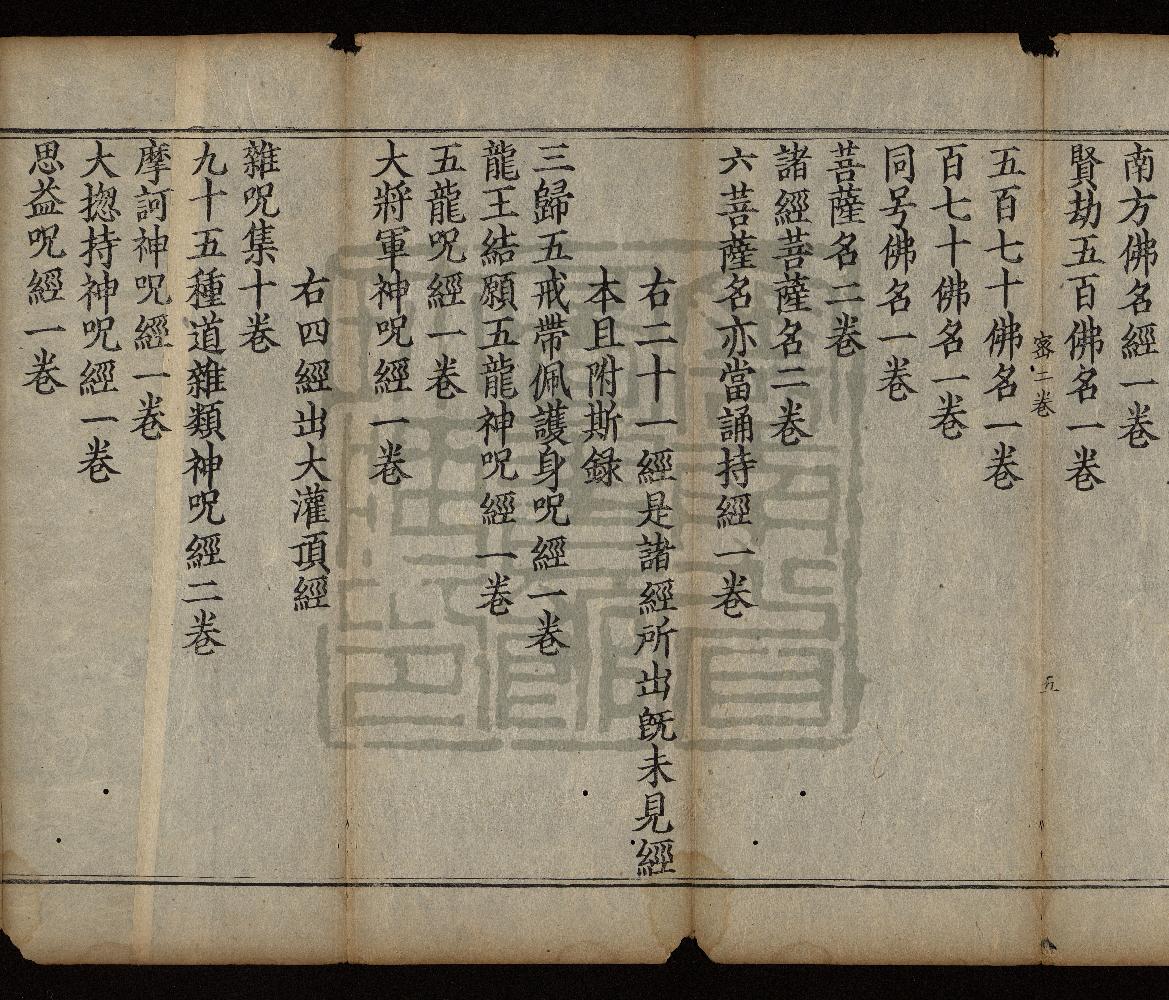 南方佛名經一卷
賢劫五百佛名一卷
密二卷 五
五百七十佛名一卷
百七十佛名一卷
同号佛名一卷
菩薩名二卷
諸經菩薩名二卷
六菩薩名亦當誦持經一卷
右二十一經是諸經所出旣未見經
本且附斯録
三歸五戒帶佩護身呪經一卷
龍王結願五龍神呪經一卷
五龍呪經一卷
大將軍神呪經一卷
右四經出大灌頂經
雜呪集十卷
九十五種道雜類神呪經二卷
摩訶神呪經一卷
大揔持神呪經一卷
思益呪經一卷